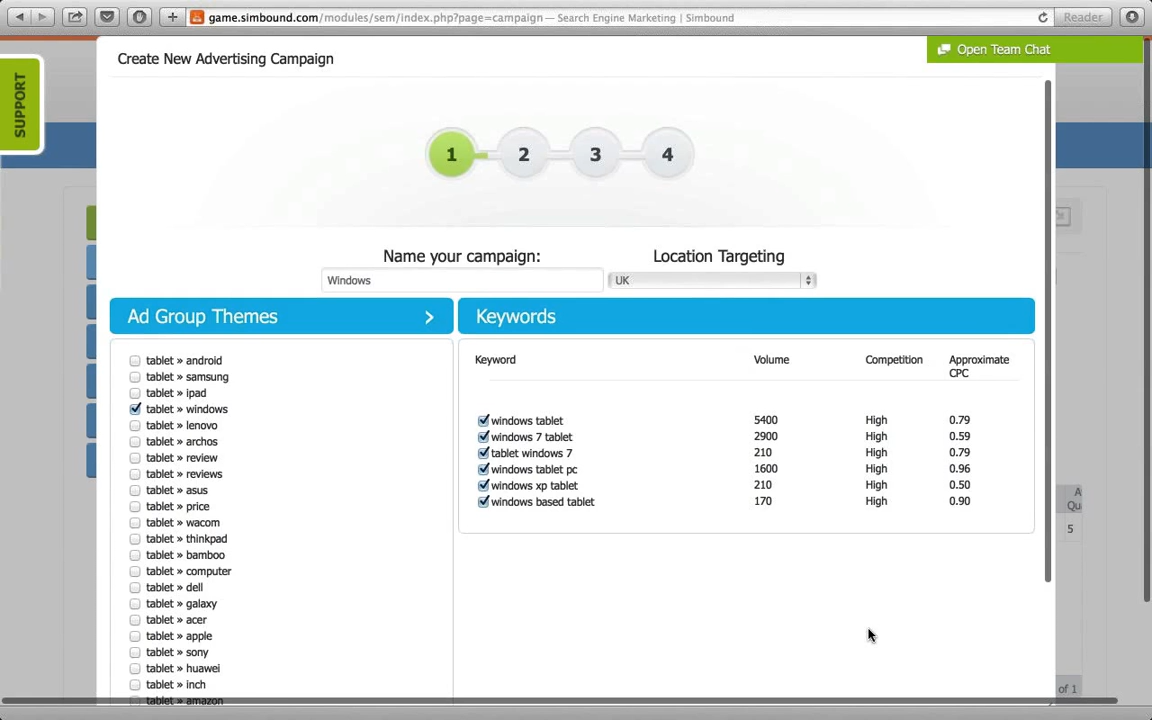 game.simbound.com/modules/sem/index.php?page=campaign — Search Engine Marketing | Simbound
Reader
Open Team Chat
SUPPORT
Create New Advertising Campaign
1 2 3 4
Name your campaign: Location Targeting
Windows UK
Ad Group Themes > Keywords
Keyword Volume Competition Approximate
CPC
tablet » android
tablet » samsung
tablet » ipad
tablet » windows
tablet » lenovo
tablet » archos
tablet » review
tablet » reviews
tablet » asus
tablet » price
tablet » wacom
tablet » thinkpad
tablet » bamboo
tablet » computer
tablet » dell
tablet » galaxy
tablet » acer
tablet » apple
tablet » sony
tablet » huawei
tablet » inch
tablet » amazon
windows tablet 5400 High 0.79
windows 7 tablet 2900 High 0.59
tablet windows 7 210 High 0.79
windows tablet pc 1600 High 0.96
windows xp tablet 210 High 0.50
windows based tablet 170 High 0.90
A
Qu
5
of 1